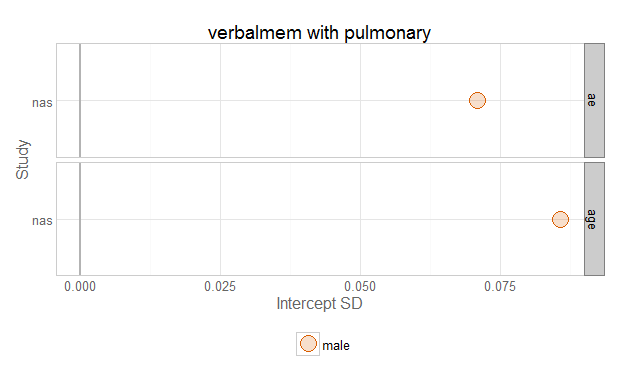 verbalmem with pulmonary
nas
ae
Study
nas
age
0.000 0.025 0.050 0.075
Intercept SD
male